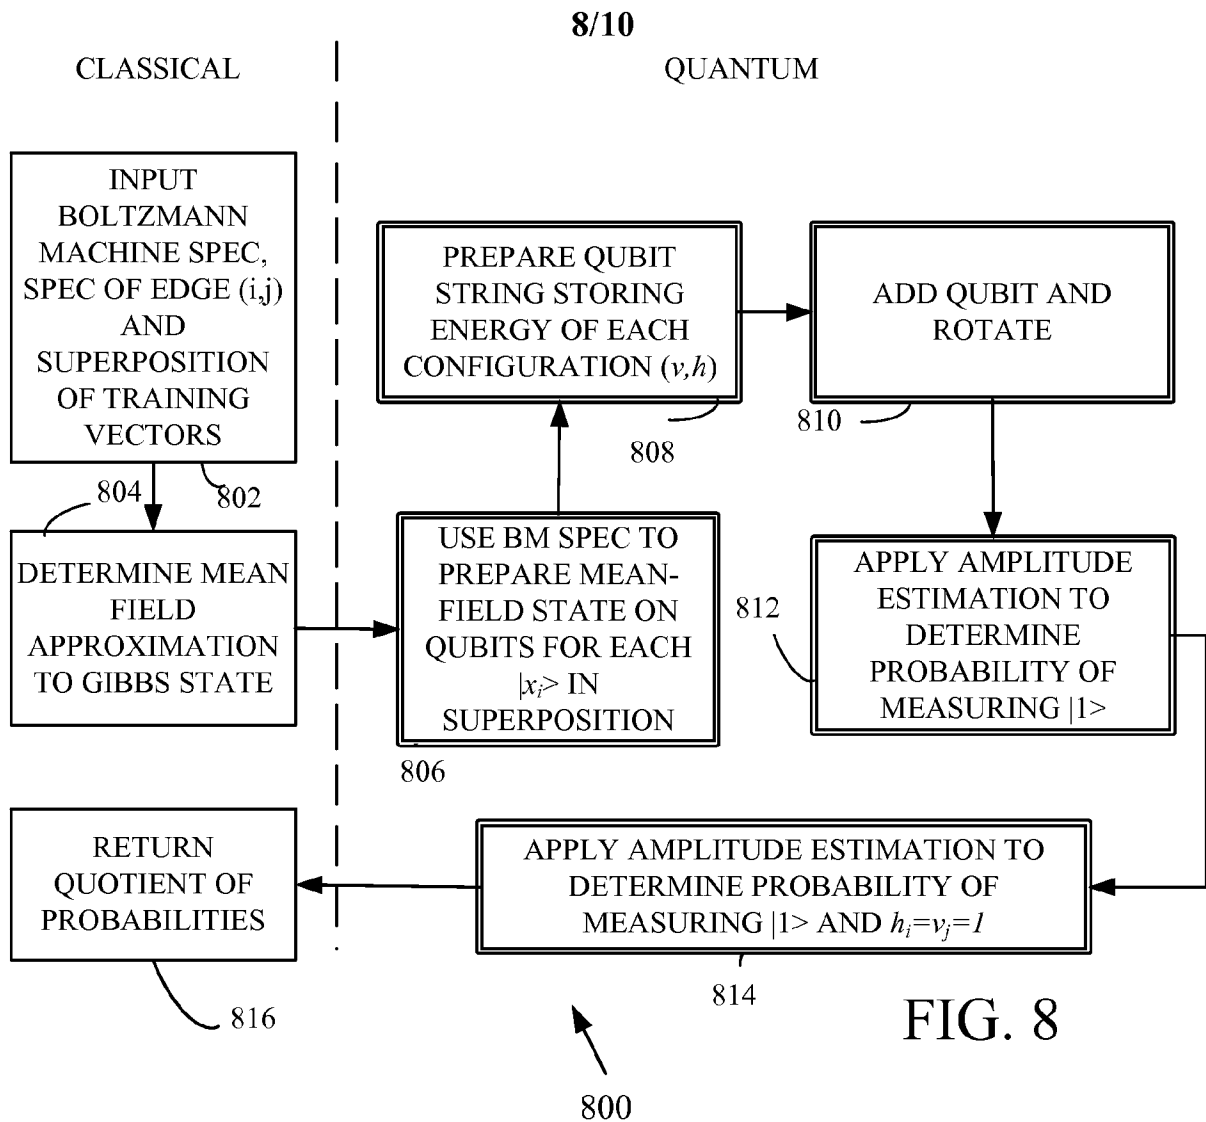 8/10
CLASSICAL
QUANTUM
INPUT
BOLTZMANN
MACHINE SPEC,
SPEC OF EDGE (i,j)
AND
SUPERPOSITION
OF TRAINING
VECTORS
802
804
DETERMINE MEAN
FIELD
APPROXIMATION
TO GIBBS STATE
USE BM SPEC TO
PREPARE MEAN-
FIELD STATE ON
QUBITS FOR EACH
|xᵢ> IN
SUPERPOSITION
806
PREPARE QUBIT
STRING STORING
ENERGY OF EACH
CONFIGURATION (v,h)
808
ADD QUBIT AND
ROTATE
810
APPLY AMPLITUDE
ESTIMATION TO
DETERMINE
PROBABILITY OF
MEASURING |1>
812
APPLY AMPLITUDE ESTIMATION TO
DETERMINE PROBABILITY OF
MEASURING |1> AND hᵢ=vⱼ=1
814
RETURN
QUOTIENT OF
PROBABILITIES
816
FIG. 8
800